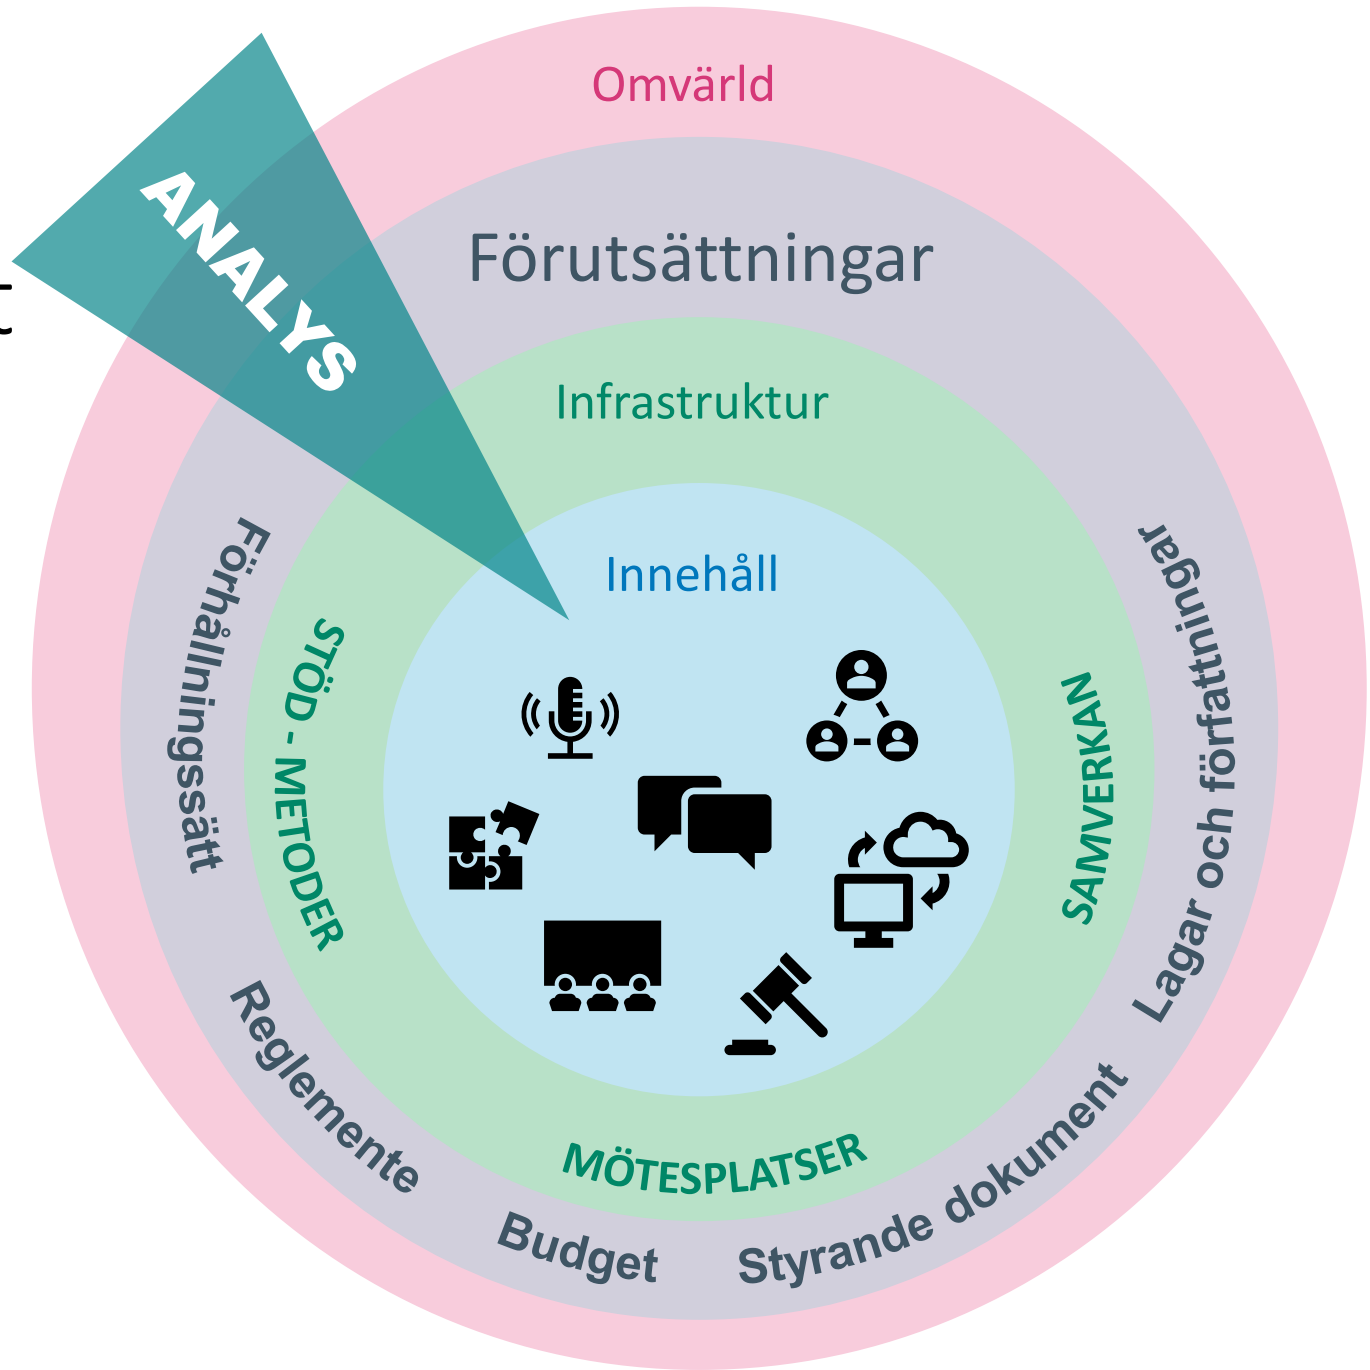 Omvärld
ANALYS
Förutsättningar
Infrastruktur
Innehåll
Förhållningssätt
STÖD - METODER
SAMVERKAN
Lagar och författningar
Reglemente
MÖTESPLATSER
Budget
Styrande dokument